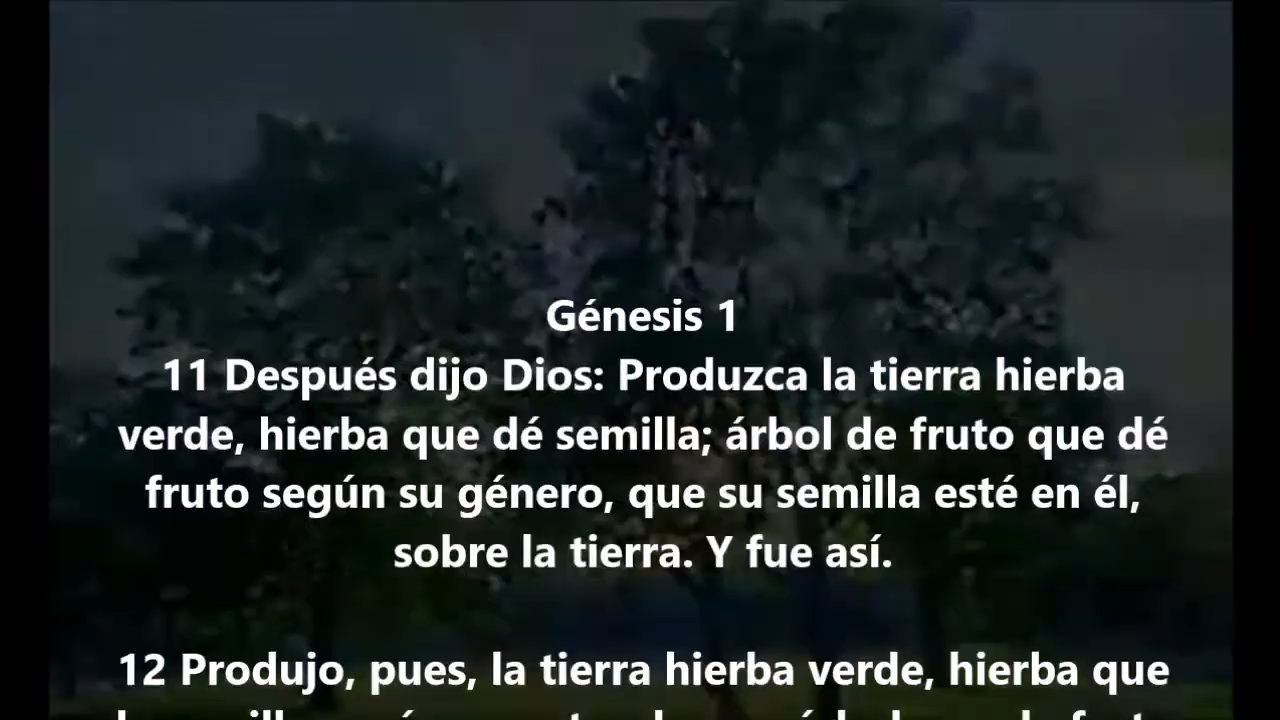 Génesis 1
11 Después dijo Dios: Produzca la tierra hierba
verde, hierba que dé semilla; árbol de fruto que dé
fruto según su género, que su semilla esté en él,
sobre la tierra. Y fue así.
12 Produjo, pues, la tierra hierba verde, hierba que